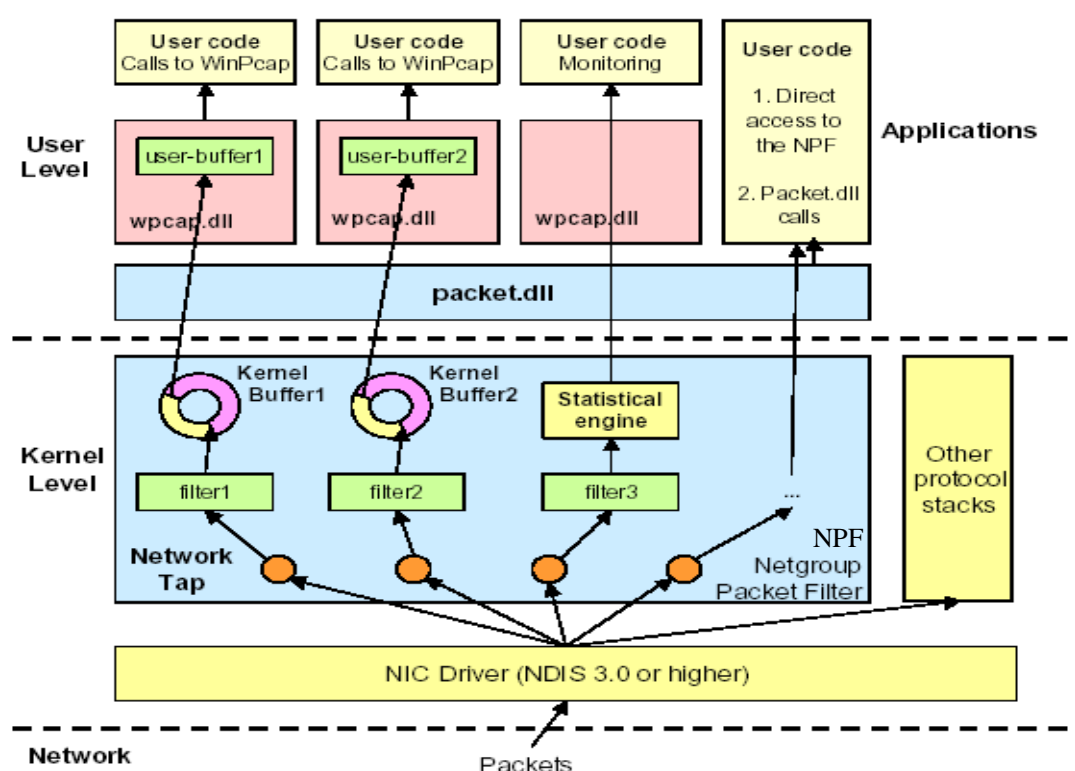 User code
Calls to WinPcap
User code
Calls to WinPcap
User code
Monitoring
User code
1. Direct
access to
the NPF
2. Packet.dll
calls
User
Level
user-buffer1
wpcap.dll
user-buffer2
wpcap.dll
wpcap.dll
Applications
packet.dll
Kernel
Buffer1
Kernel
Buffer2
Statistical
engine
Kernel
Level
filter1
filter2
filter3
...
Other
protocol
stacks
Network
Tap
NPF
Netgroup
Packet Filter
NIC Driver (NDIS 3.0 or higher)
Network
Packets